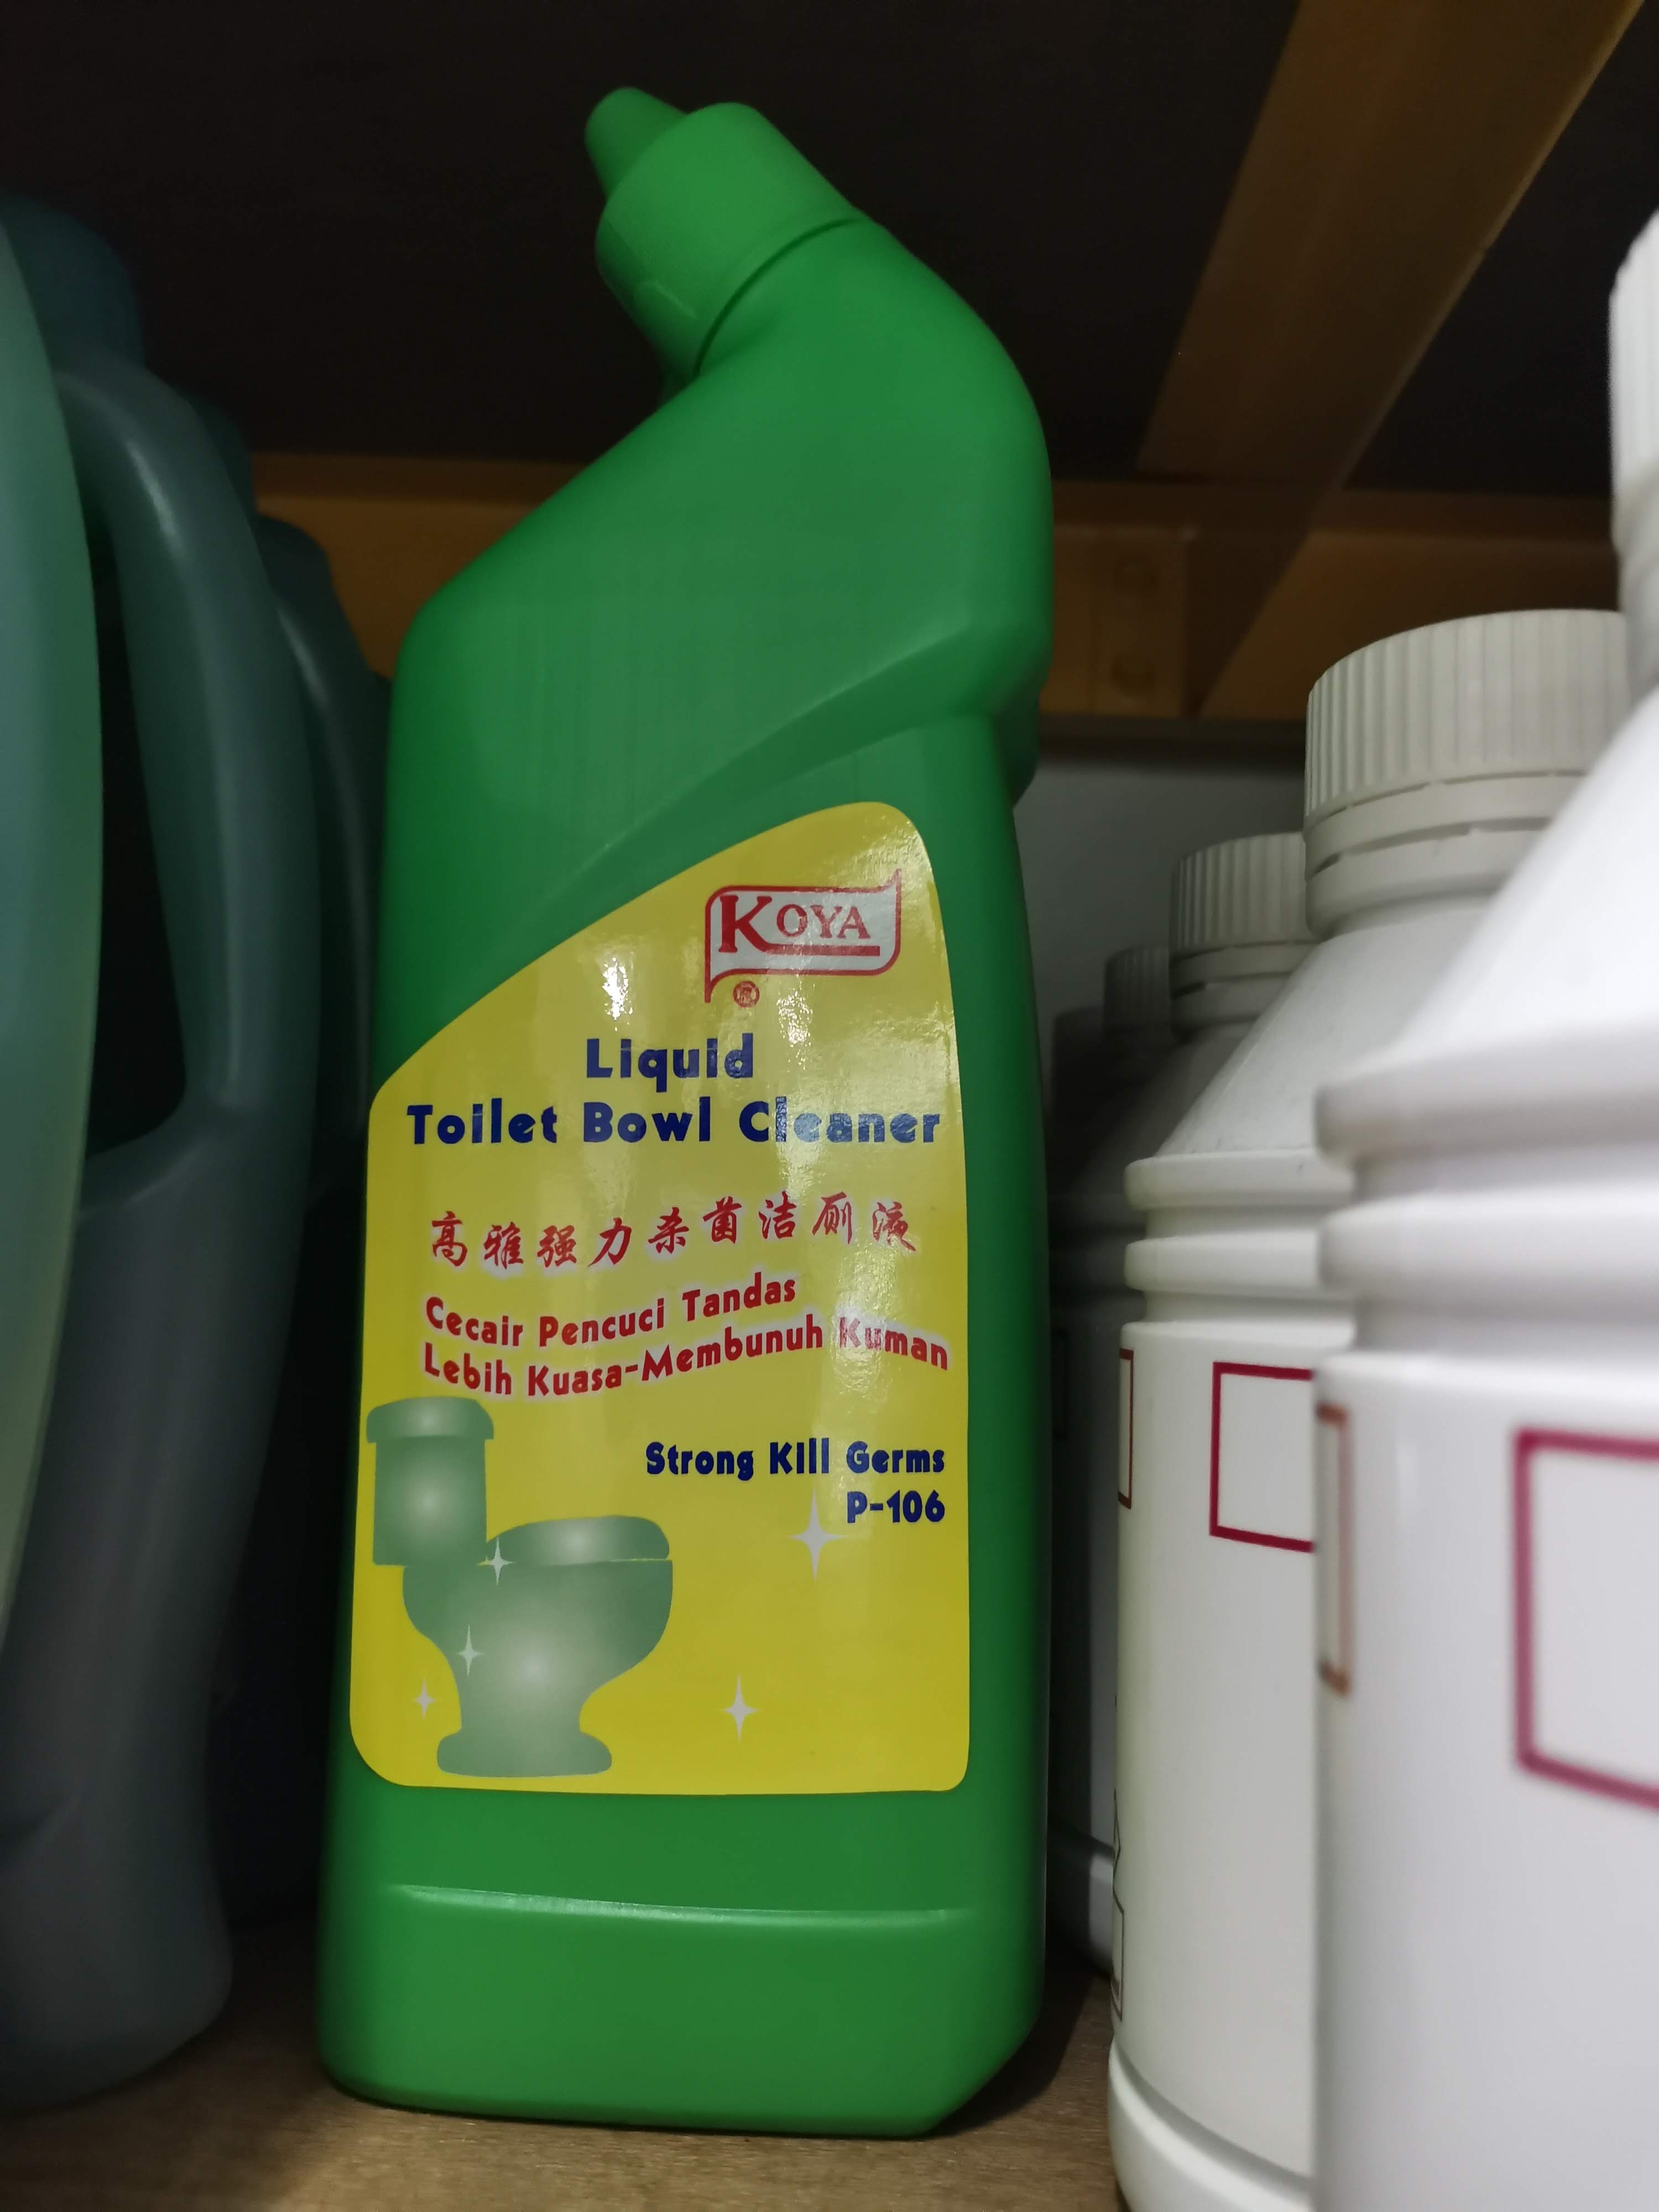 KOYA
®
Liquid
Toilet Bowl Cleaner
高雅强力杀菌洁厕液
Cecair Pencuci Tandas
Lebih Kuasa-Membunuh Kuman
Strong Kill Germs
P-106